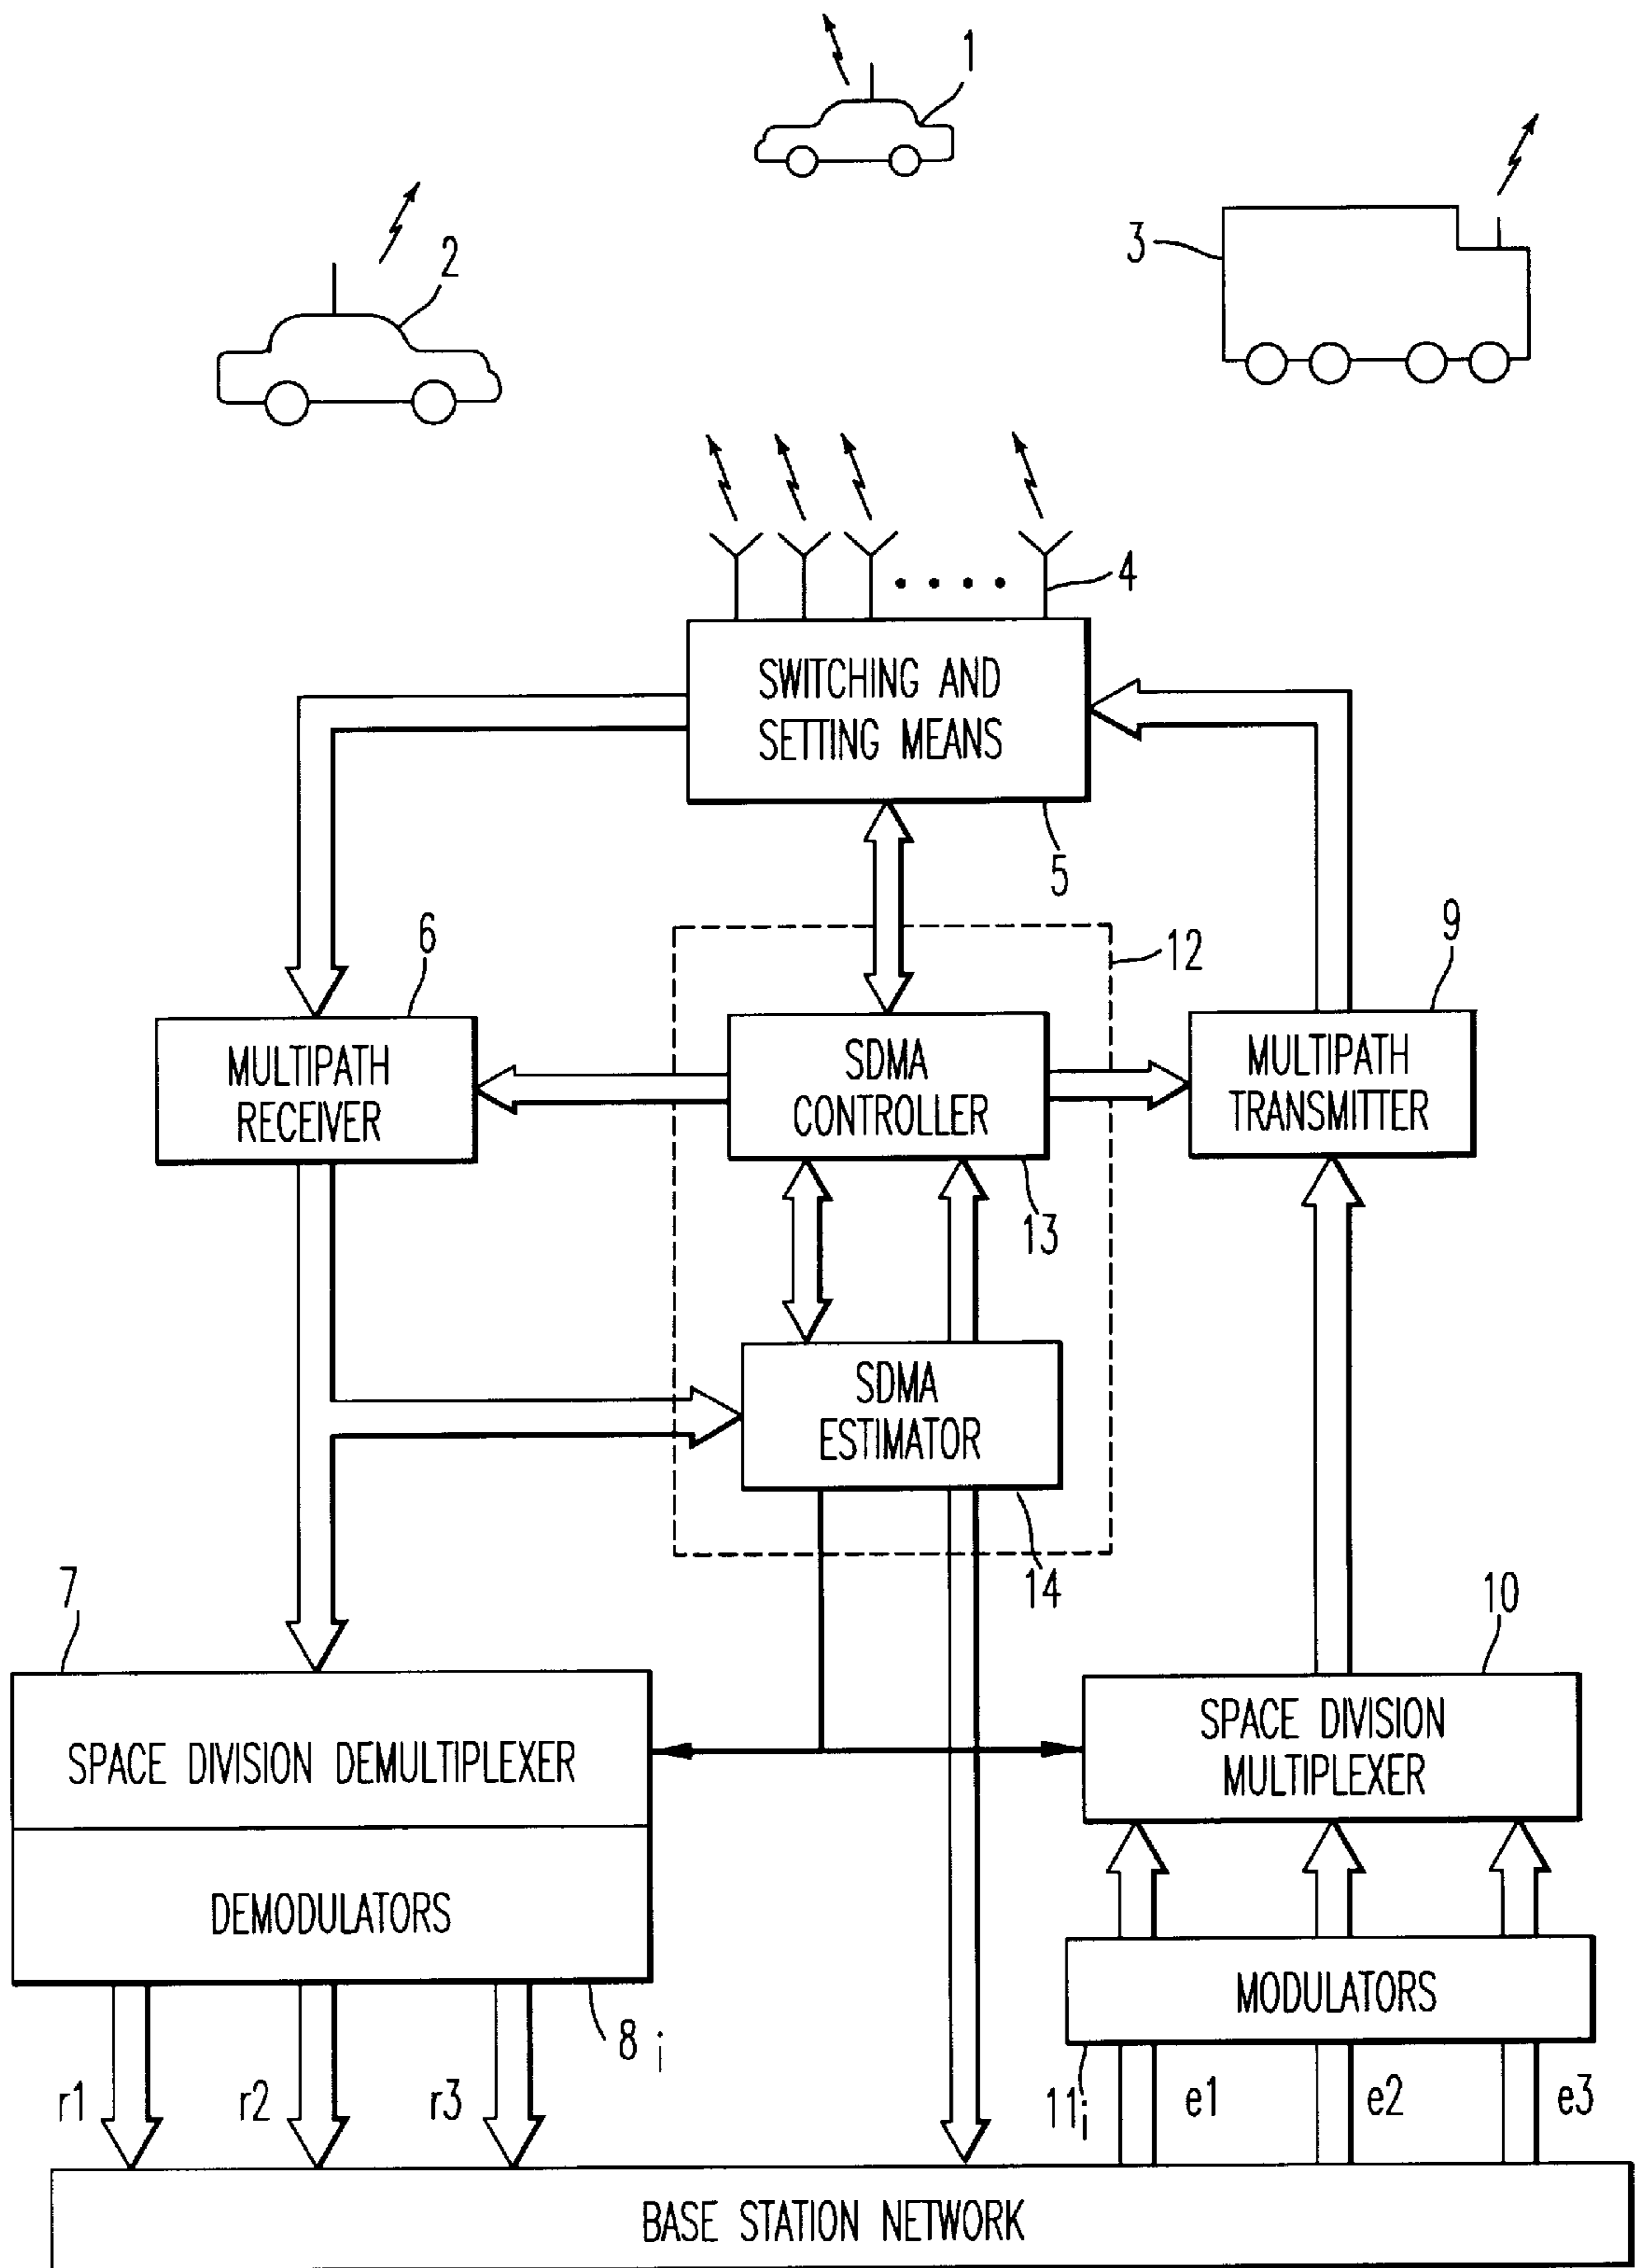 1
2
3
4
SWITCHING AND
SETTING MEANS
5
6
12
9
MULTIPATH
RECEIVER
SDMA
CONTROLLER
MULTIPATH
TRANSMITTER
13
SDMA
ESTIMATOR
14
7
10
SPACE DIVISION DEMULTIPLEXER
SPACE DIVISION
MULTIPLEXER
DEMODULATORS
MODULATORS
8 i
11i
r1
r2
r3
e1
e2
e3
BASE STATION NETWORK